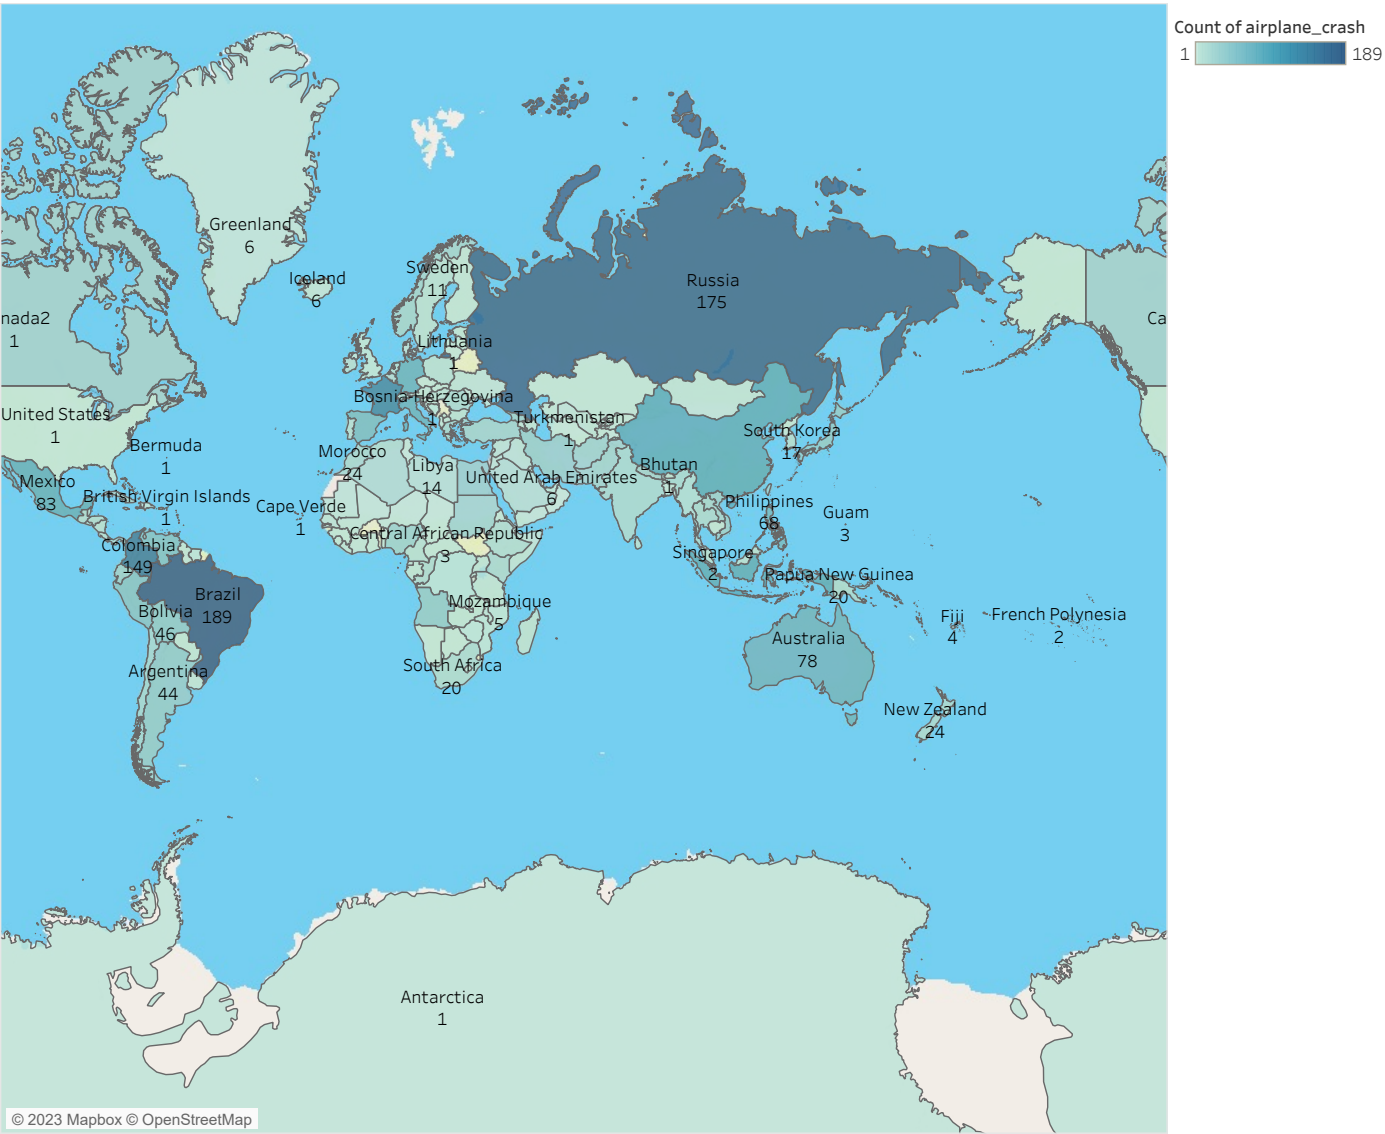 Count of airplane_crash
1
189
Greenland
6
Iceland
6
Sweden
11
Russia
175
nada2
1
Ca
Lithuania
1
Bosnia-Herzegovina
1
United States
1
Turkmenistan
1
South Korea
17
Bermuda
1
Morocco
24
Libya
14
United Arab Emirates
6
Bhutan
1
Mexico
83
British Virgin Islands
1
Cape Verde
1
Philippines
68
Guam
3
Central African Republic
3
Colombia
149
Singapore
2
Papua New Guinea
20
Brazil
189
Bolivia
46
Mozambique
5
Fiji
4
French Polynesia
2
Australia
78
Argentina
44
South Africa
20
New Zealand
24
Antarctica
1
© 2023 Mapbox © OpenStreetMap